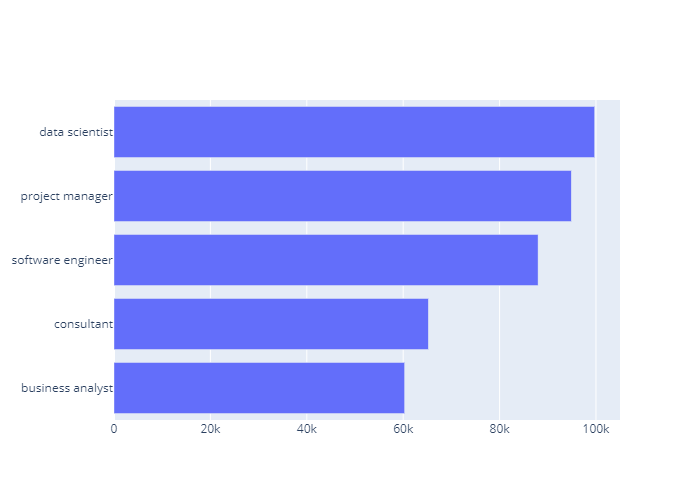 data scientist
project manager
software engineer
consultant
business analyst
0 20k 40k 60k 80k 100k